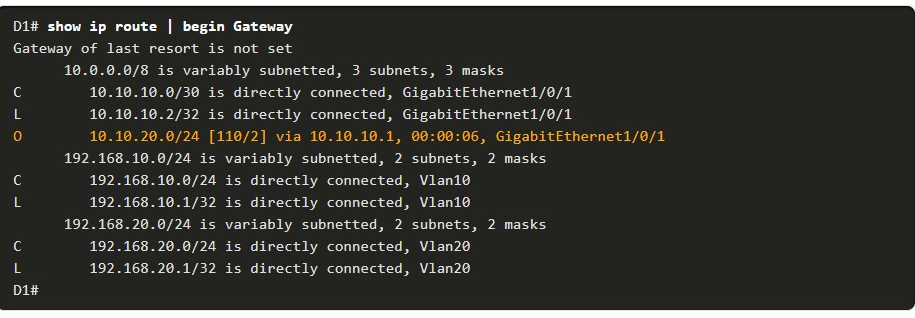 D1# show ip route | begin Gateway
Gateway of last resort is not set
      10.0.0.0/8 is variably subnetted, 3 subnets, 3 masks
C        10.10.10.0/30 is directly connected, GigabitEthernet1/0/1
L        10.10.10.2/32 is directly connected, GigabitEthernet1/0/1
O        10.10.20.0/24 [110/2] via 10.10.10.1, 00:00:06, GigabitEthernet1/0/1
      192.168.10.0/24 is variably subnetted, 2 subnets, 2 masks
C        192.168.10.0/24 is directly connected, Vlan10
L        192.168.10.1/32 is directly connected, Vlan10
      192.168.20.0/24 is variably subnetted, 2 subnets, 2 masks
C        192.168.20.0/24 is directly connected, Vlan20
L        192.168.20.1/32 is directly connected, Vlan20
D1#